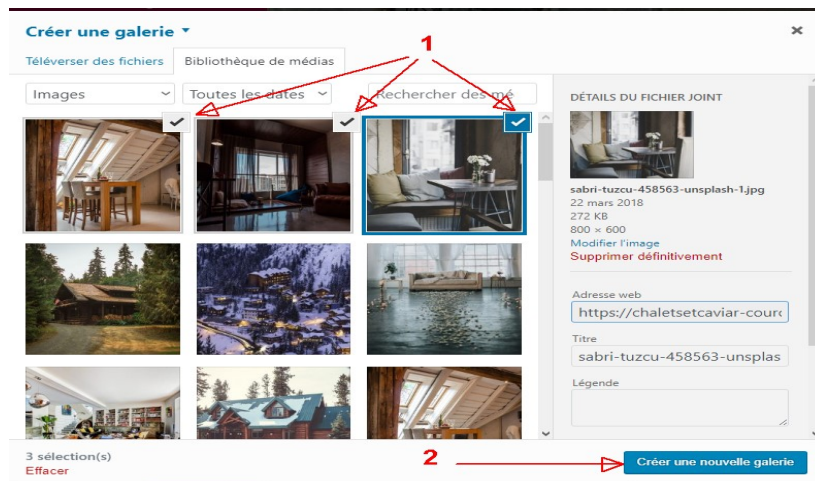 Créer une galerie
×
1
Téléverser des fichiers
Bibliothèque de médias
Images
Toutes les dates
Rechercher des mé
DÉTAILS DU FICHIER JOINT
sabri-tuzcu-458563-unsplash-1.jpg
22 mars 2018
272 KB
800 × 600
Modifier l'image
Supprimer définitivement
Adresse web
https://chaletsetcaviar-courc
Titre
sabri-tuzcu-458563-unsplas
Légende
3 sélection(s)
Effacer
2
Créer une nouvelle galerie